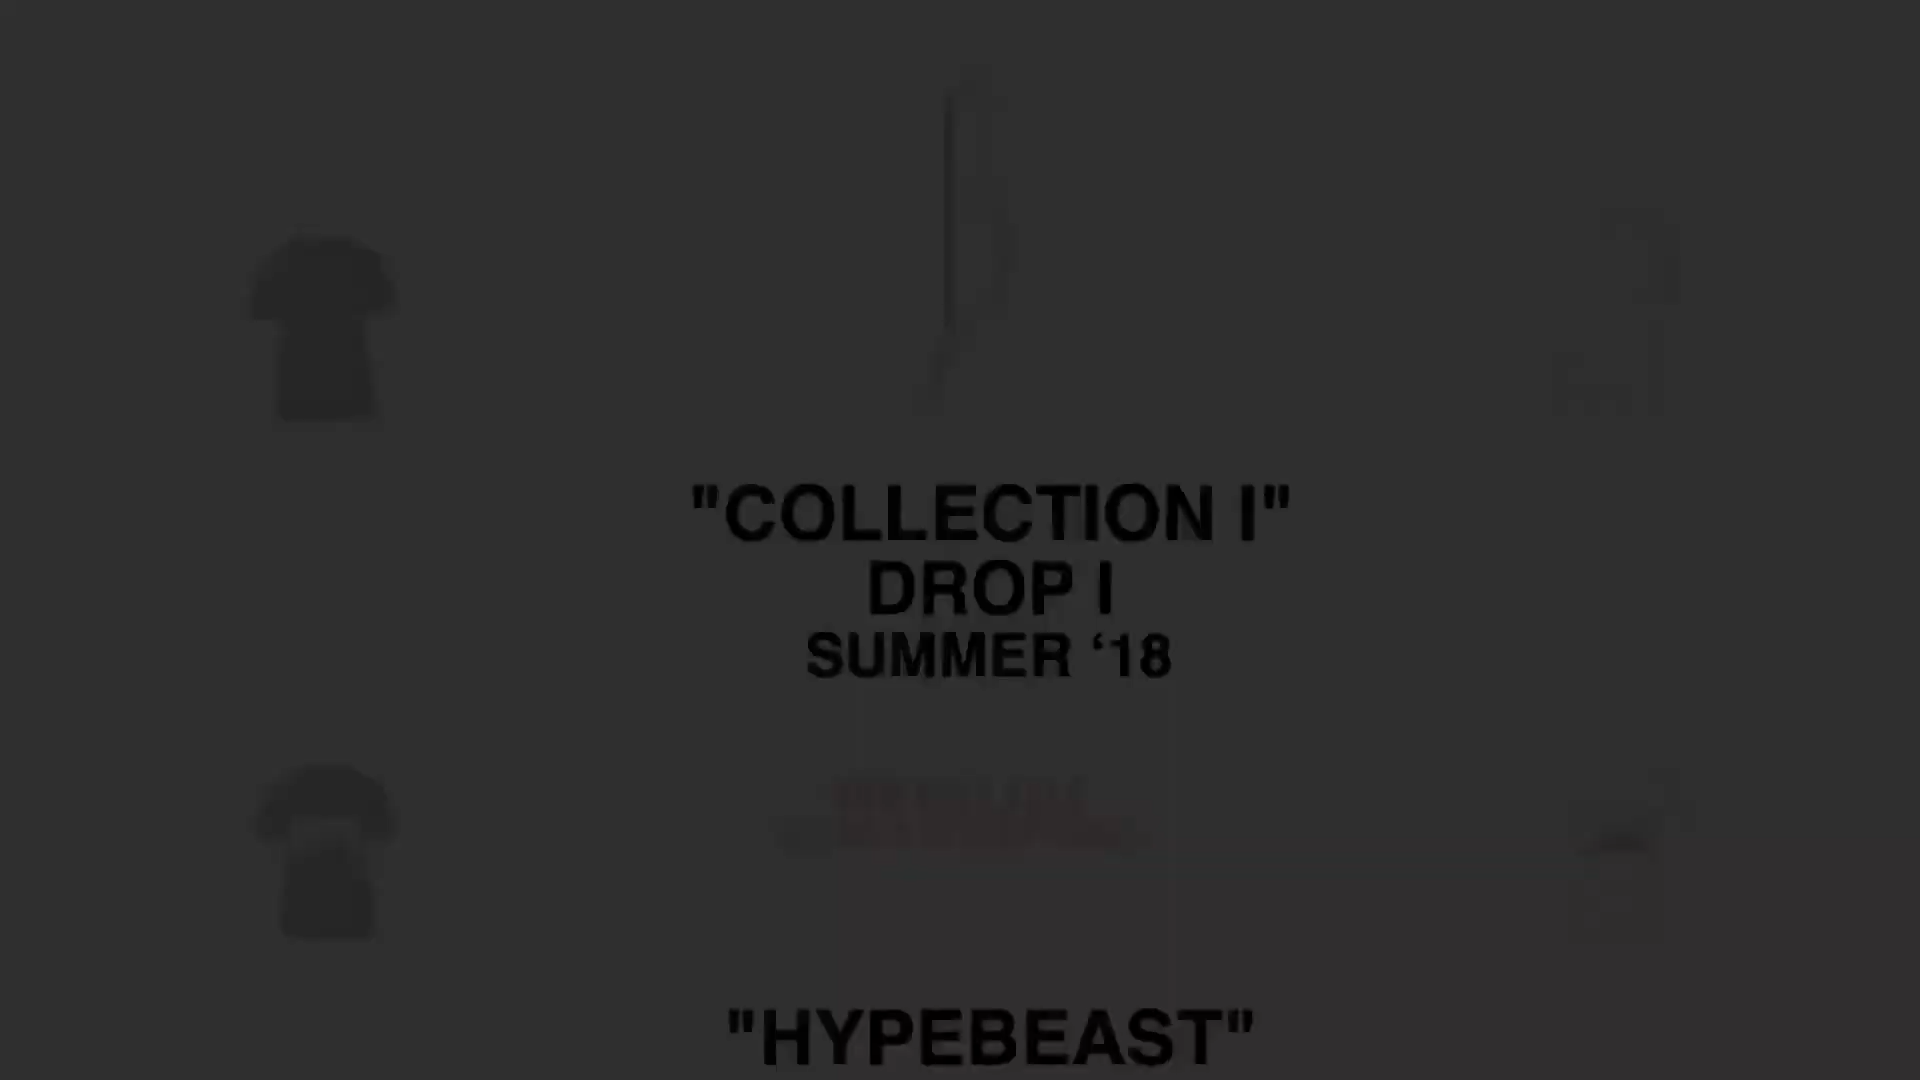 "COLLECTION I"
DROP I
SUMMER ‘18
"HYPEBEAST"